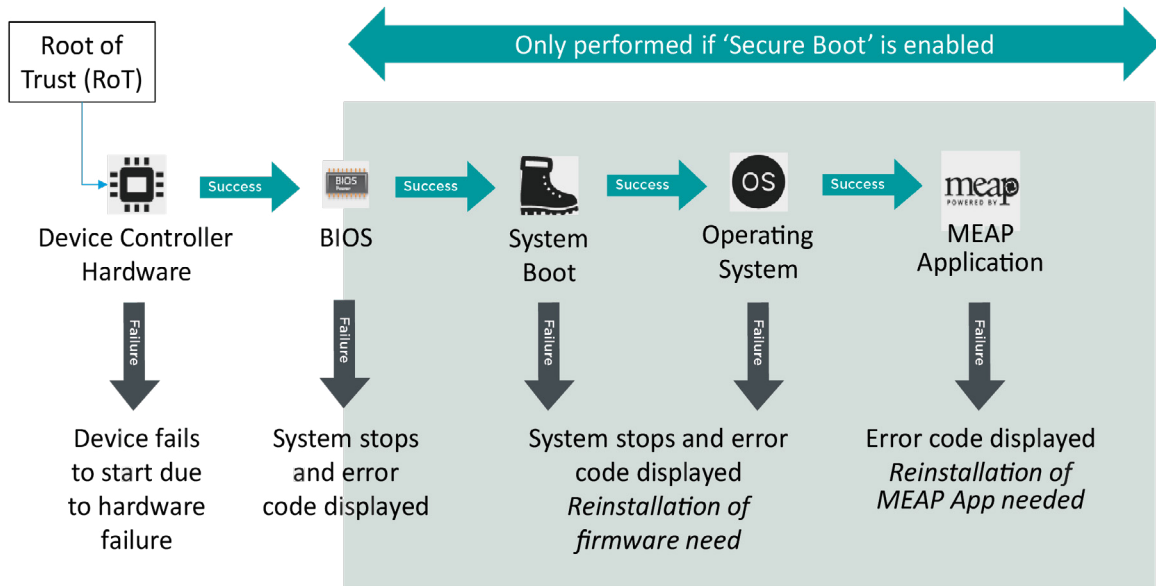 Root of
Trust (RoT)
Only performed if ‘Secure Boot’ is enabled
Success
BIOS
Power
Success
Success
OS
Success
meap
POWERED BY
Device Controller
Hardware
BIOS
System
Boot
Operating
System
MEAP
Application
Failure
Failure
Failure
Failure
Failure
Device fails
to start due
to hardware
failure
System stops
and error
code displayed
System stops and error
code displayed
Reinstallation of
firmware need
Error code displayed
Reinstallation of
MEAP App needed